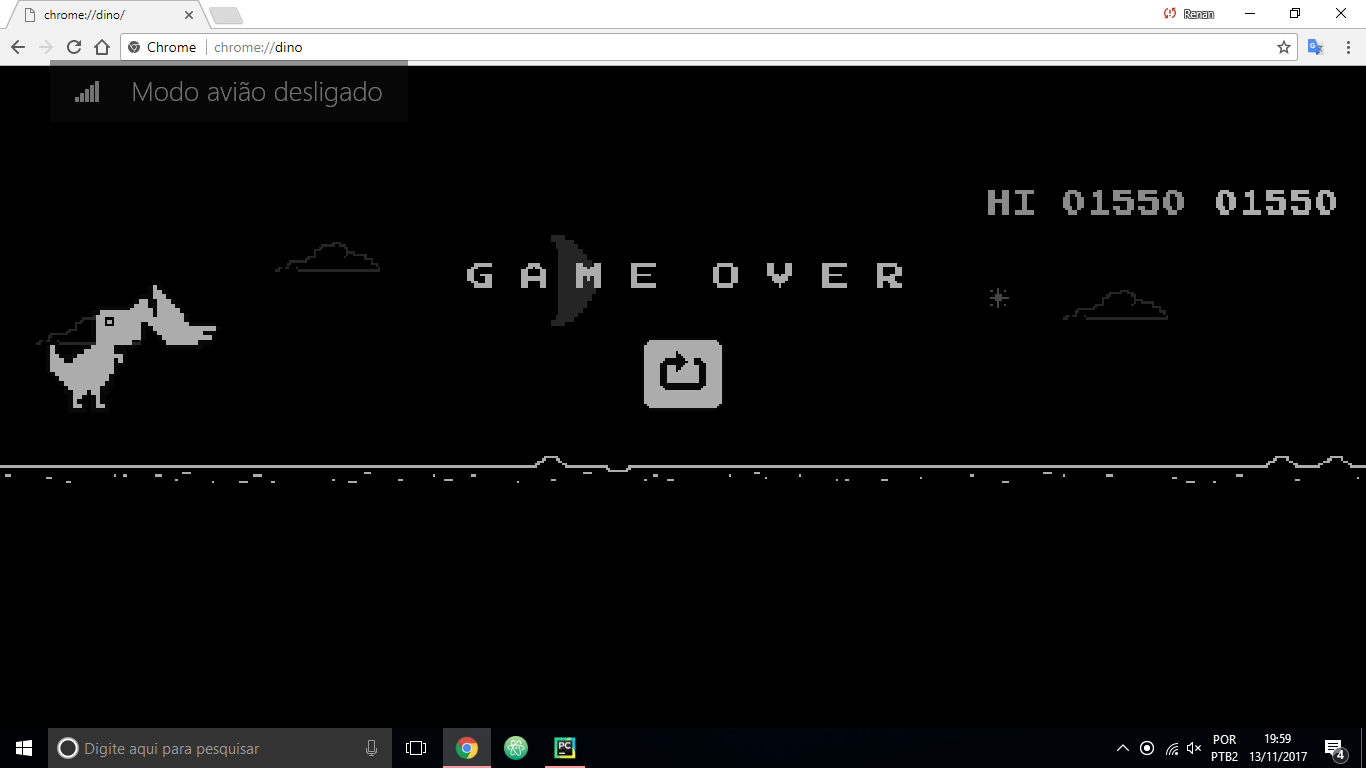 chrome://dino/
Renan
Chrome
chrome://dino
Modo avião desligado
HI 01550 01550
GAME OVER
Digite aqui para pesquisar
PC
POR
PTB2
19:59
13/11/2017
4